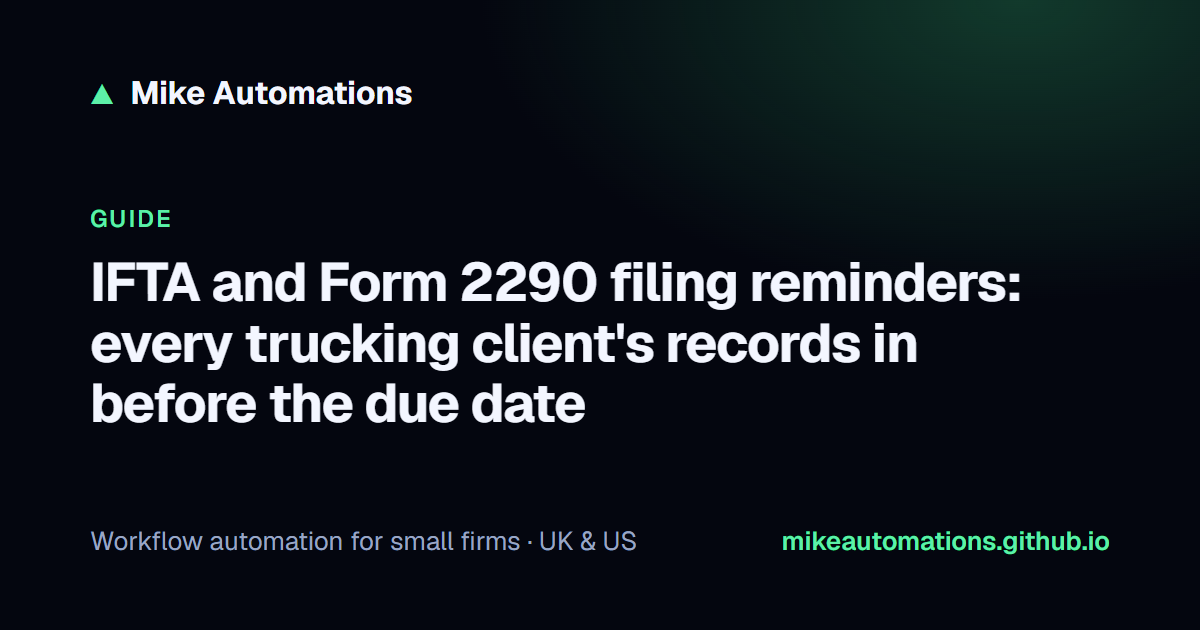 Mike Automations
GUIDE
IFTA and Form 2290 filing reminders:
every trucking client's records in
before the due date
Workflow automation for small firms · UK & US
mikeautomations.github.io